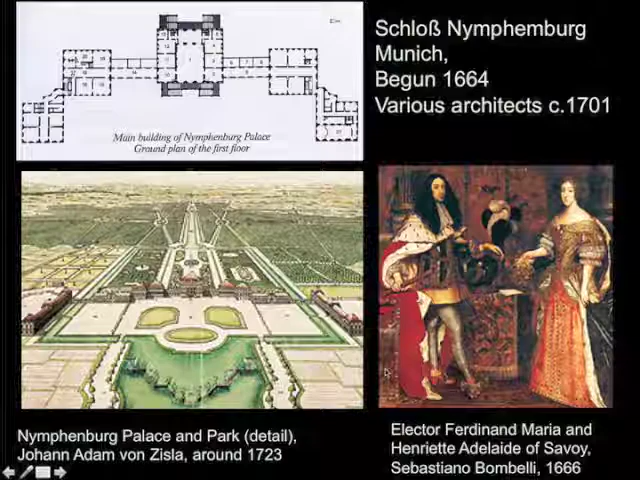 Schloß Nymphemburg
Munich,
Begun 1664
Various architects c.1701
Main building of Nymphenburg Palace
Ground plan of the first floor
Nymphenburg Palace and Park (detail),
Johann Adam von Zisla, around 1723
Elector Ferdinand Maria and
Henriette Adelaide of Savoy,
Sebastiano Bombelli, 1666